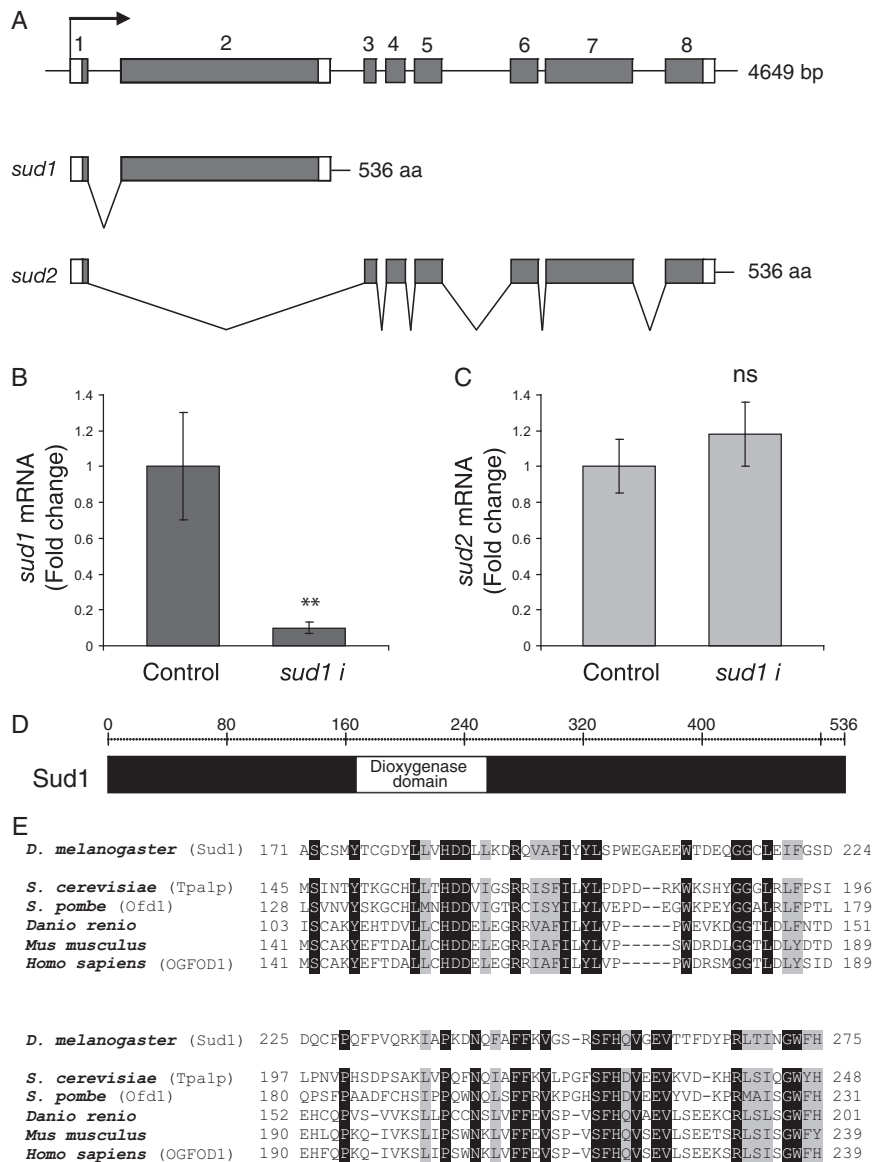 A
1 2 3 4 5 6 7 8
4649 bp
sud1 536 aa
sud2 536 aa
B
sud1 mRNA
(Fold change)
1.4
1.2
1
0.8
0.6
0.4
0.2
0
**
Control sud1 i
C
ns
sud2 mRNA
(Fold change)
1.4
1.2
1
0.8
0.6
0.4
0.2
0
Control sud1 i
D
0 80 160 240 320 400 536
Sud1
Dioxygenase
domain
E
D. melanogaster (Sud1) 171 ASCSMYTCGDYLLVHDDLLKDRQVAFIYYLSPWEGAEEWTDEQGGCLEIFGSD 224
S. cerevisiae (Tpa1p) 145 MSINTYTKGCHLLTHDDVIGSRRISFILYLPDPD--RKWKSHYGGGLRLFPSI 196
S. pombe (Ofd1) 128 LSVNVYSKGCHLMNHDDVIGTRCISYILYLVEPD--EGWKPEYGGALRLFPTL 179
Danio renio 103 ISCAKYEHTDVLLCHDDELEGRRVAFILYLVP-----PWEVKDGGTLDLFNTD 151
Mus musculus 141 MSCAKYEFTDALLCHDDELEGRRIAFILYLVP-----SWDRDLGGTLDLYDTD 189
Homo sapiens (OGFOD1) 141 MSCAKYEFTDALLCHDDELEGRRIAFILYLVP-----PWDRSMGGTLDLYSID 189
D. melanogaster (Sud1) 225 DQCFPQFPVQRKIAPKDNQFAFFKVGS-RSFHQVGEVTTFDYPRLTINGWFH 275
S. cerevisiae (Tpa1p) 197 LPNVPHSDPSAKLVPQFNQIAFFKVLPGFSFHDVEEVKVD-KHRLSIQGWYH 248
S. pombe (Ofd1) 180 QPSFPAADFCHSIPPQWNQLSFFRVKPGHSFHDVEEVYVD-KPRMAISGWFH 231
Danio renio 152 EHCQPVS-VVKSLLPCCNSLVFFEVSP-VSFHQVAEVLSEEKCRLSLSGWFH 201
Mus musculus 190 EHLQPKQ-IVKSLIPSWNKLVFFEVSP-VSFHQVSEVLSEETSRLSISGWFY 239
Homo sapiens (OGFOD1) 190 EHFQPKQ-IVKSLIPSWNKLVFFEVSP-VSFHQVSEVLSEEKSRLSISGWFH 239